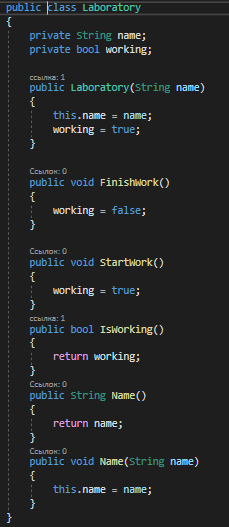 public class Laboratory
{
private String name;
private bool working;
ссылка: 1
public Laboratory(String name)
{
this.name = name;
working = true;
}
Ссылок: 0
public void FinishWork()
{
working = false;
}
Ссылок: 0
public void StartWork()
{
working = true;
}
ссылка: 1
public bool IsWorking()
{
return working;
}
Ссылок: 0
public String Name()
{
return name;
}
Ссылок: 0
public void Name(String name)
{
this.name = name;
}
}